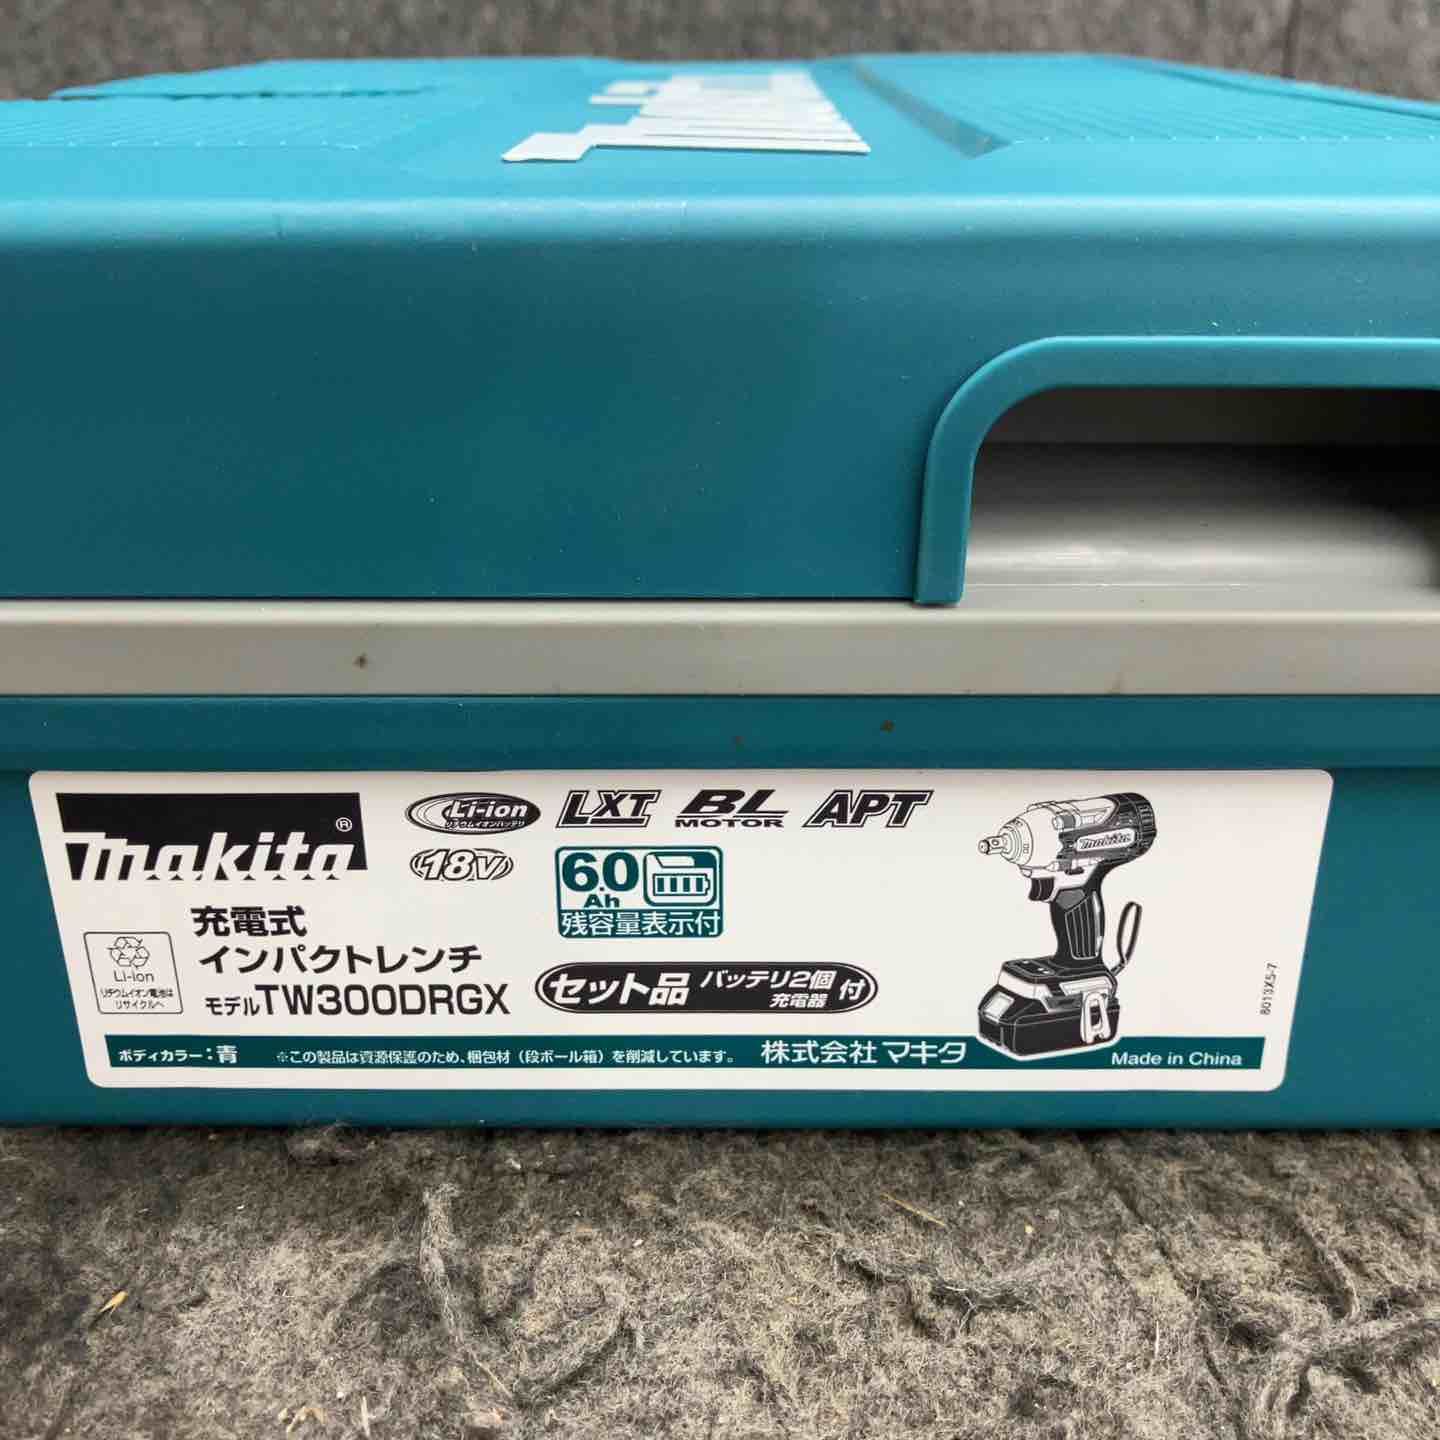 makita
makita®
Li-ion
リチウムイオンバッテリ
LXT
BL
MOTOR
APT
18V
6.0
Ah
残容量表示付
充電式
インパクトレンチ
モデルTW300DRGX
Li-ion
リチウムイオン電池は
リサイクルへ
セット品 バッテリ2個
充電器
付
makita
8013X5-7
ボディカラー：青 ※この製品は資源保護のため、梱包材（段ボール箱）を削減しています。 株式会社マキタ Made in China